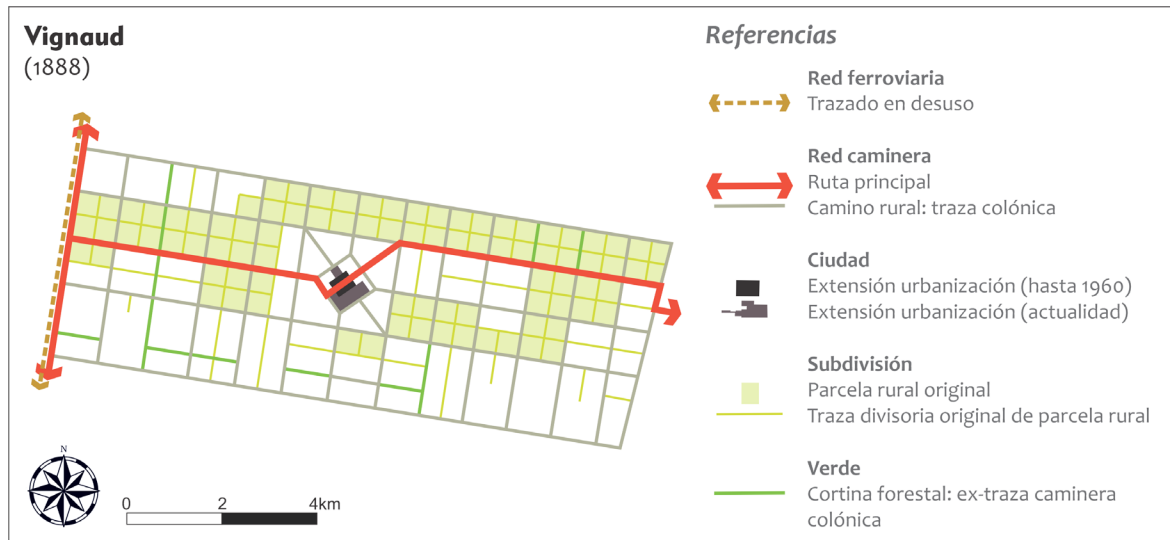 Vignaud
(1888)
Referencias
Red ferroviaria
Trazado en desuso
Red caminera
Ruta principal
Camino rural: traza colónica
Ciudad
Extensión urbanización (hasta 1960)
Extensión urbanización (actualidad)
Subdivisión
Parcela rural original
Traza divisoria original de parcela rural
Verde
Cortina forestal: ex-traza caminera
colónica
N
0 2 4km